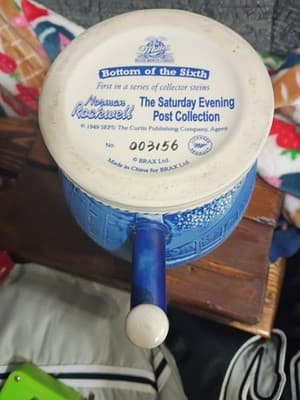 Bottom of the Sixth
First in a series of collector steins
Norman Rockwell
The Saturday Evening
Post Collection
© 1949 SEPS: The Curtis Publishing Company, Agent
No. 003156
© BRAX Ltd.
Made in China for BRAX Ltd.